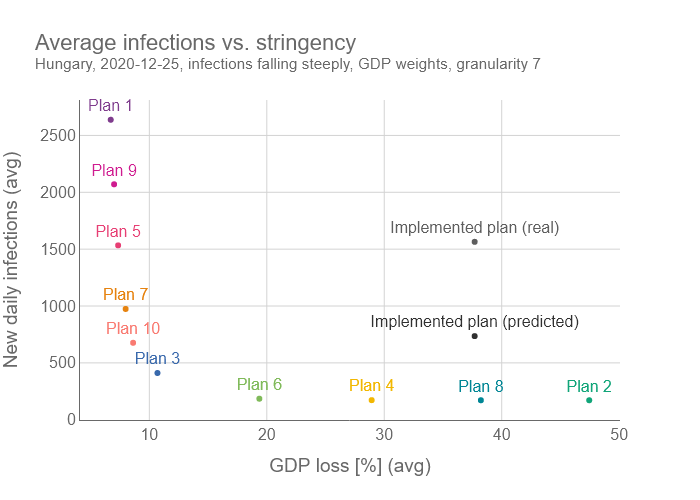 Average infections vs. stringency
Hungary, 2020-12-25, infections falling steeply, GDP weights, granularity 7
New daily infections (avg)
2500
2000
1500
1000
500
0
Plan 1
Plan 9
Plan 5
Implemented plan (real)
Plan 7
Plan 10
Implemented plan (predicted)
Plan 3
Plan 6
Plan 4
Plan 8
Plan 2
10
20
30
40
50
GDP loss [%] (avg)